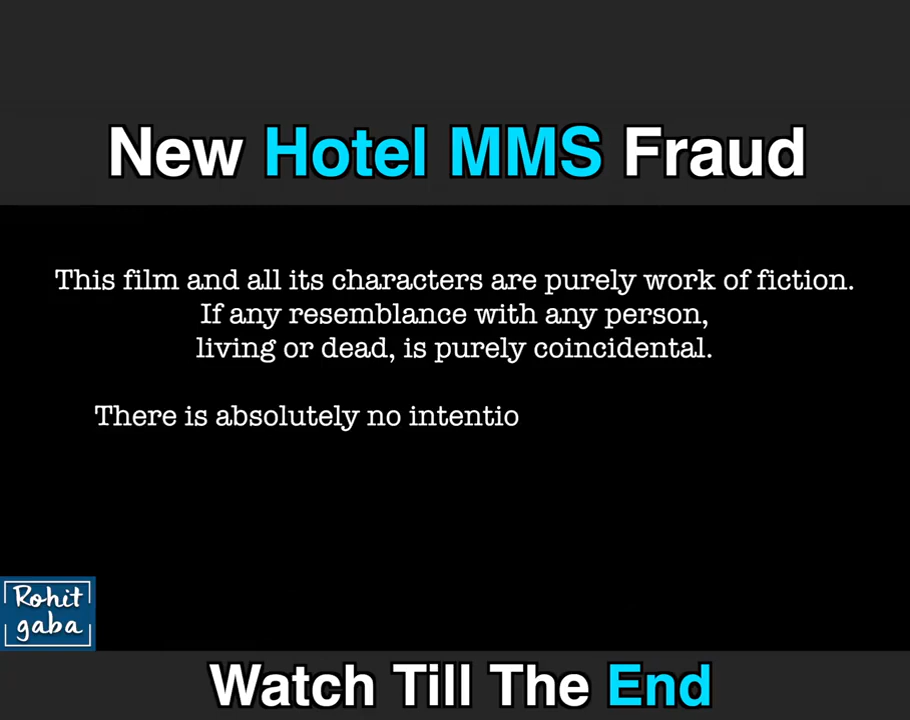 New Hotel MMS Fraud
This film and all its characters are purely work of fiction.
If any resemblance with any person,
living or dead, is purely coincidental.
There is absolutely no intentio
Rohit
gaba
Watch Till The End